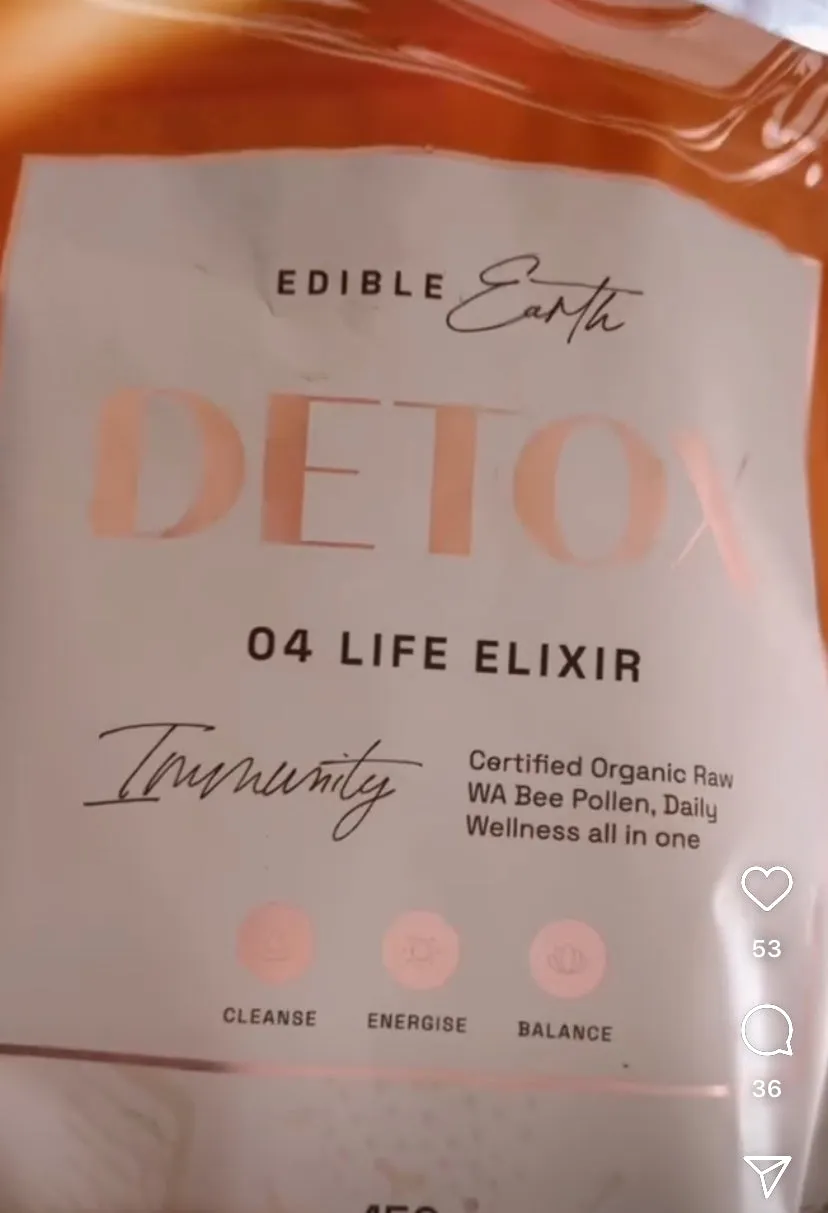 EDIBLE Earth
DETOX
04 LIFE ELIXIR
Immunity
Certified Organic Raw
WA Bee Pollen, Daily
Wellness all in one
CLEANSE ENERGISE BALANCE
53
36